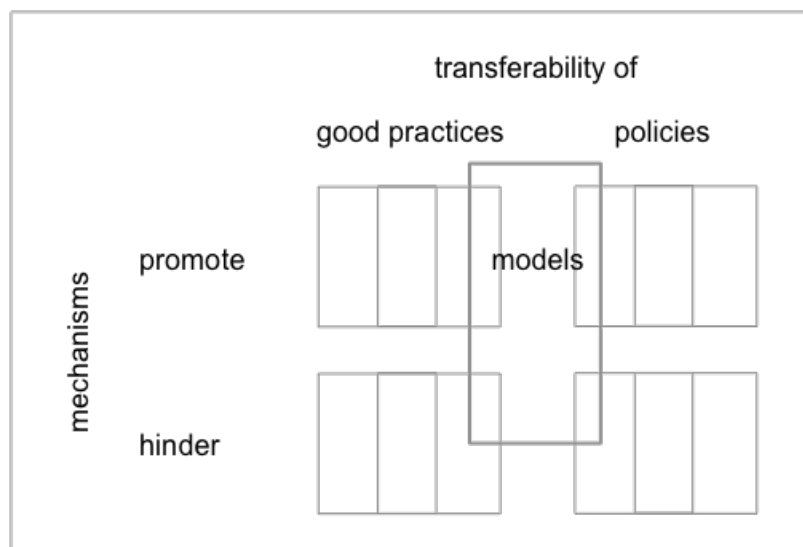 transferability of
good practices policies
promote models
mechanisms
hinder